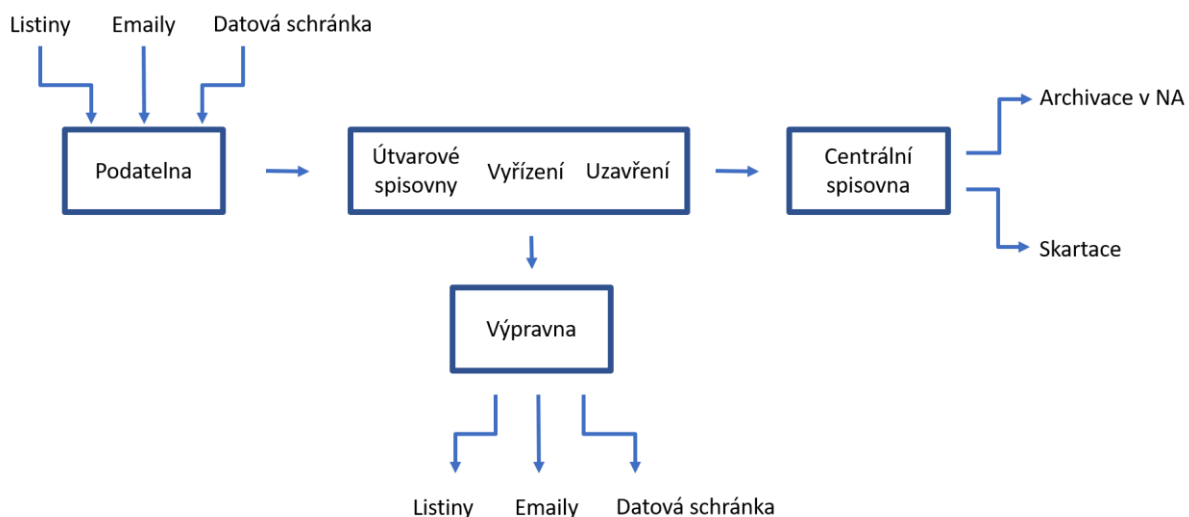 Listiny Emaily Datová schránka
Archivace v NA
Podatelna
Útvarové
spisovny
Vyřízení
Uzavření
Centrální
spisovna
Skartace
Výpravna
Listiny Emaily Datová schránka